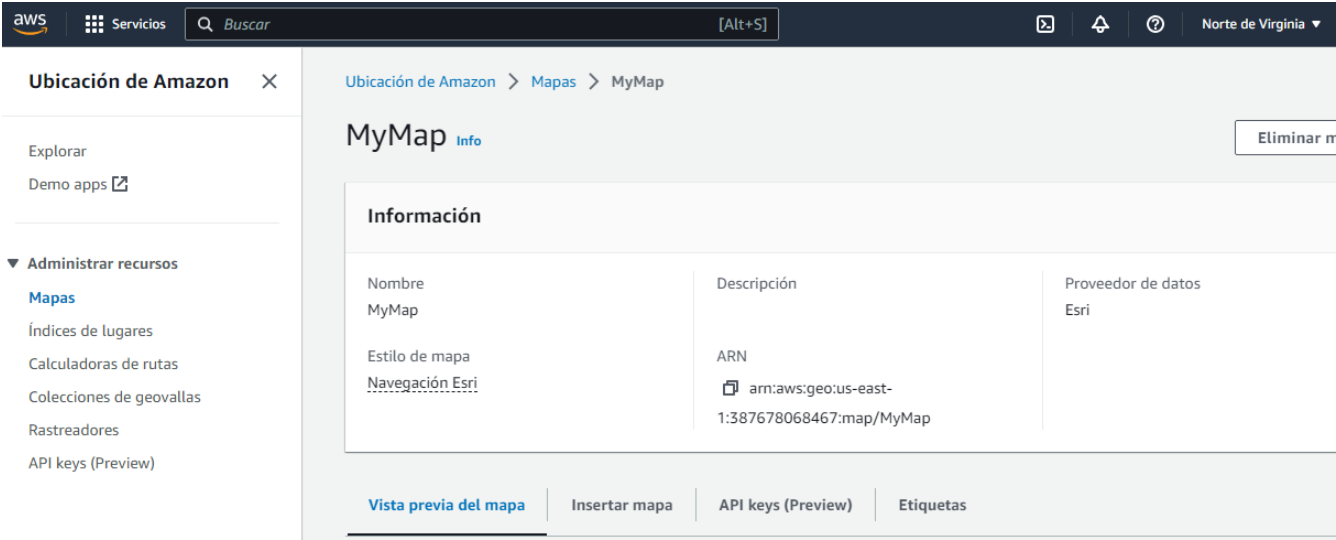 aws Servicios Buscar [Alt+S] Norte de Virginia
Ubicación de Amazon
Explorar
Demo apps
Administrar recursos
Mapas
Índices de lugares
Calculadoras de rutas
Colecciones de geovallas
Rastreadores
API keys (Preview)
Ubicación de Amazon > Mapas > MyMap
MyMap Info
Eliminar m
Información
Nombre
MyMap
Descripción
Proveedor de datos
Esri
Estilo de mapa
Navegación Esri
ARN
arn:aws:geo:us-east-
1:387678068467:map/MyMap
Vista previa del mapa Insertar mapa API keys (Preview) Etiquetas